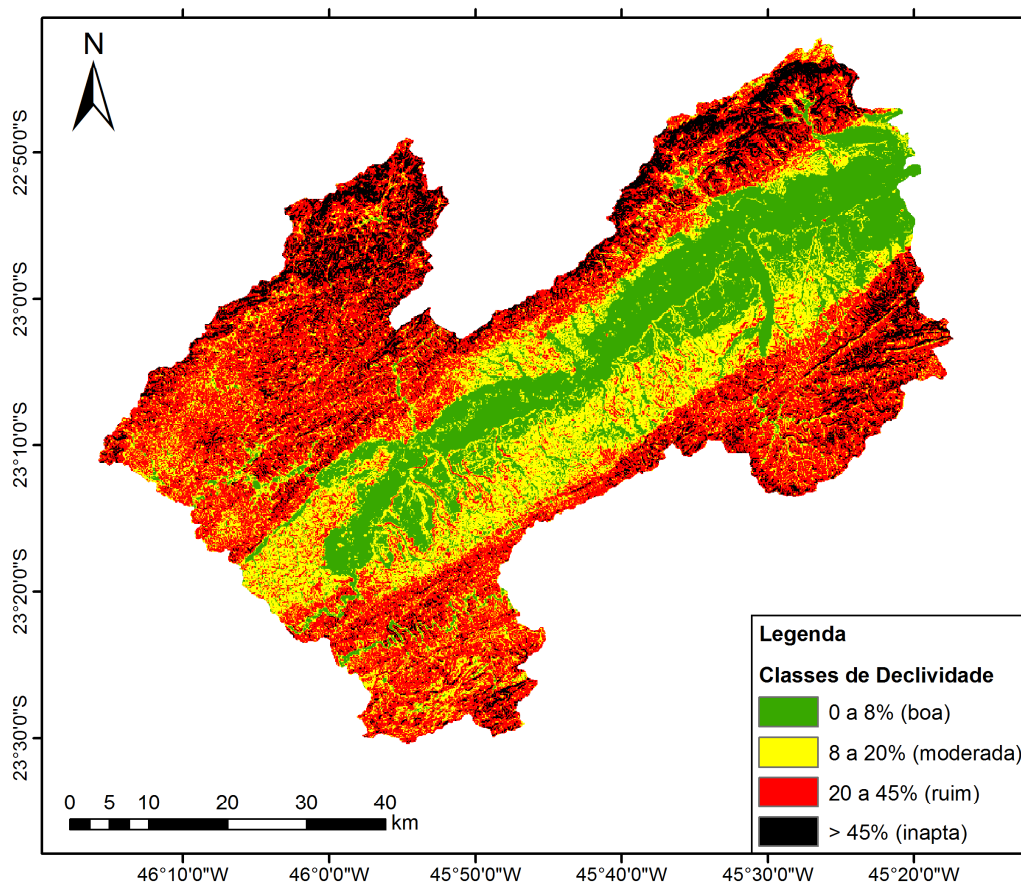 N
22°50'0"S
23°0'0"S
23°10'0"S
23°20'0"S
23°30'0"S
Legenda
Classes de Declividade
0 a 8% (boa)
8 a 20% (moderada)
20 a 45% (ruim)
> 45% (inapta)
0 5 10 20 30 40
km
46°10'0"W 46°0'0"W 45°50'0"W 45°40'0"W 45°30'0"W 45°20'0"W